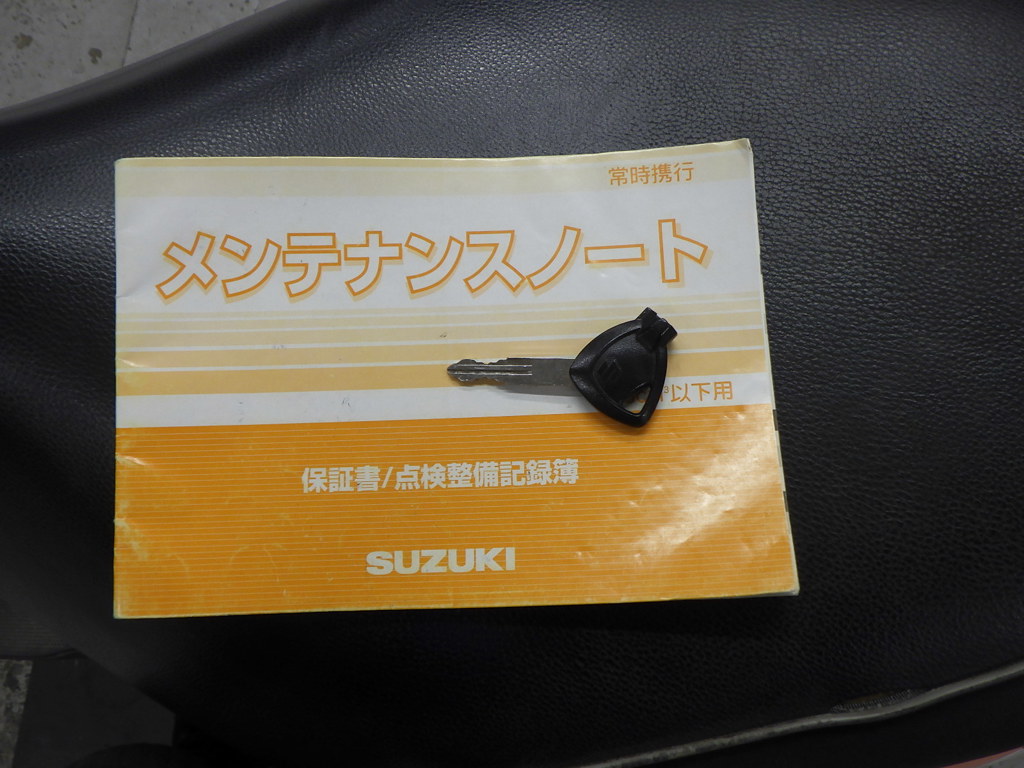 常時携行
メンテナンスノート
以下用
保証書/点検整備記録簿
SUZUKI